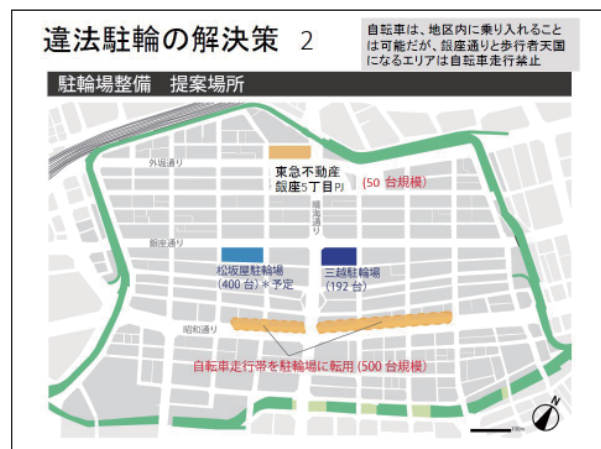 違法駐輪の解決策 2
自転車は、地区内に乗り入れること
は可能だが、銀座通りと歩行者天国
になるエリアは自転車走行禁止
駐輪場整備 提案場所
外堀通り
東急不動産
銀座5丁目PJ
(50 台規模)
晴海通り
銀座通り
松坂屋駐輪場
(400 台)*予定
三越駐輪場
(192 台)
昭和通り
自転車走行帯を駐輪場に転用 (500 台規模)
N
100m